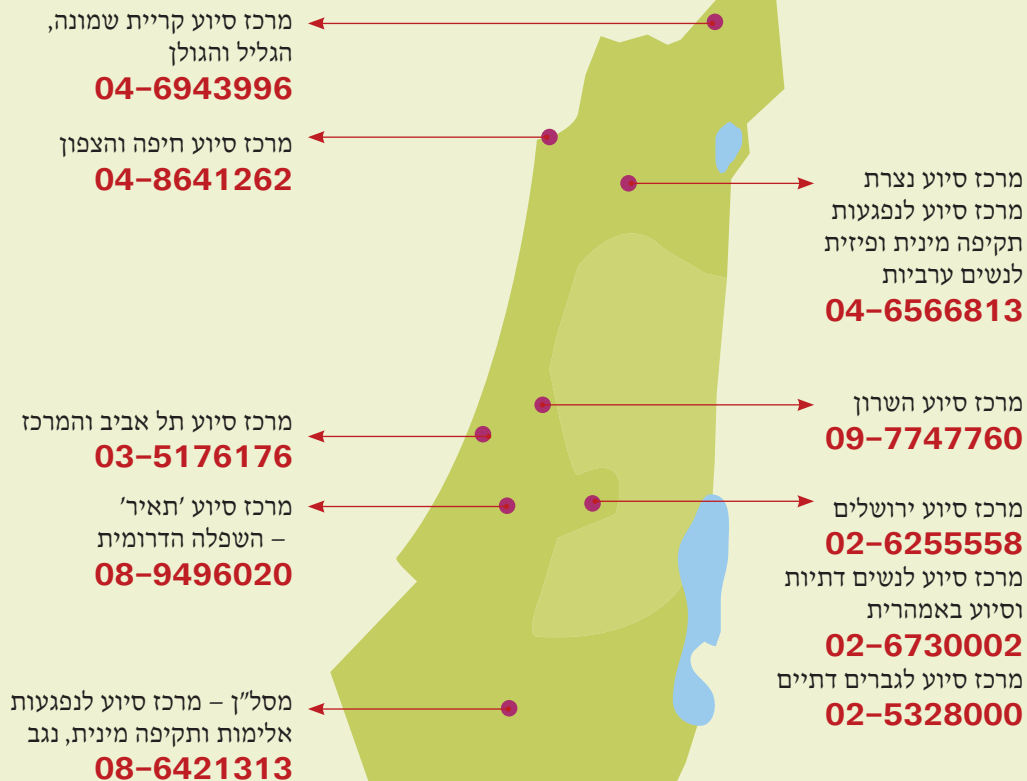 מרכז סיוע קריית שמונה,
הגליל והגולן
04–6943996
מרכז סיוע חיפה והצפון
04–8641262
מרכז סיוע נצרת
מרכז סיוע לנפגעות
תקיפה מינית ופיזית
לנשים ערביות
04–6566813
מרכז סיוע השרון
09–7747760
מרכז סיוע תל אביב והמרכז
03–5176176
מרכז סיוע 'תאיר'
– השפלה הדרומית
08–9496020
מרכז סיוע ירושלים
02–6255558
מרכז סיוע לנשים דתיות
וסיוע באמהרית
02–6730002
מרכז סיוע לגברים דתיים
02–5328000
מסל"ן – מרכז סיוע לנפגעות
אלימות ותקיפה מינית, נגב
08–6421313